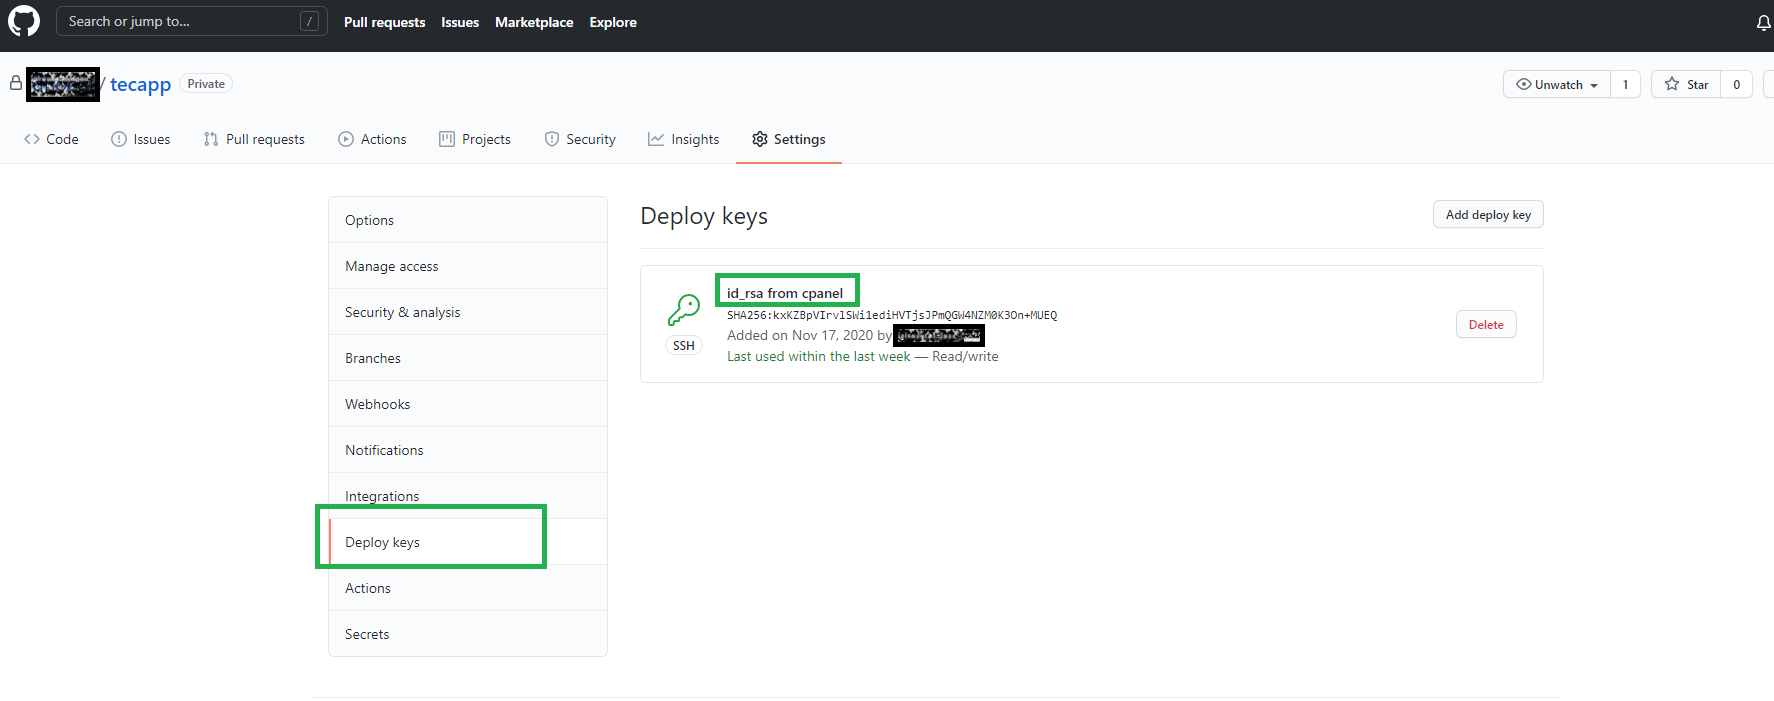 Search or jump to... /
Pull requests Issues Marketplace Explore
/ tecapp Private
Unwatch 1 Star 0
Code Issues Pull requests Actions Projects Security Insights Settings
Options
Manage access
Security & analysis
Branches
Webhooks
Notifications
Integrations
Deploy keys
Actions
Secrets
Deploy keys
Add deploy key
id_rsa from cpanel
SHA256:kxKZBpVIrvlSWi1ediHVTjsJPmQGW4NZM0K3On+MUEQ
Added on Nov 17, 2020 by
Last used within the last week — Read/write
SSH
Delete